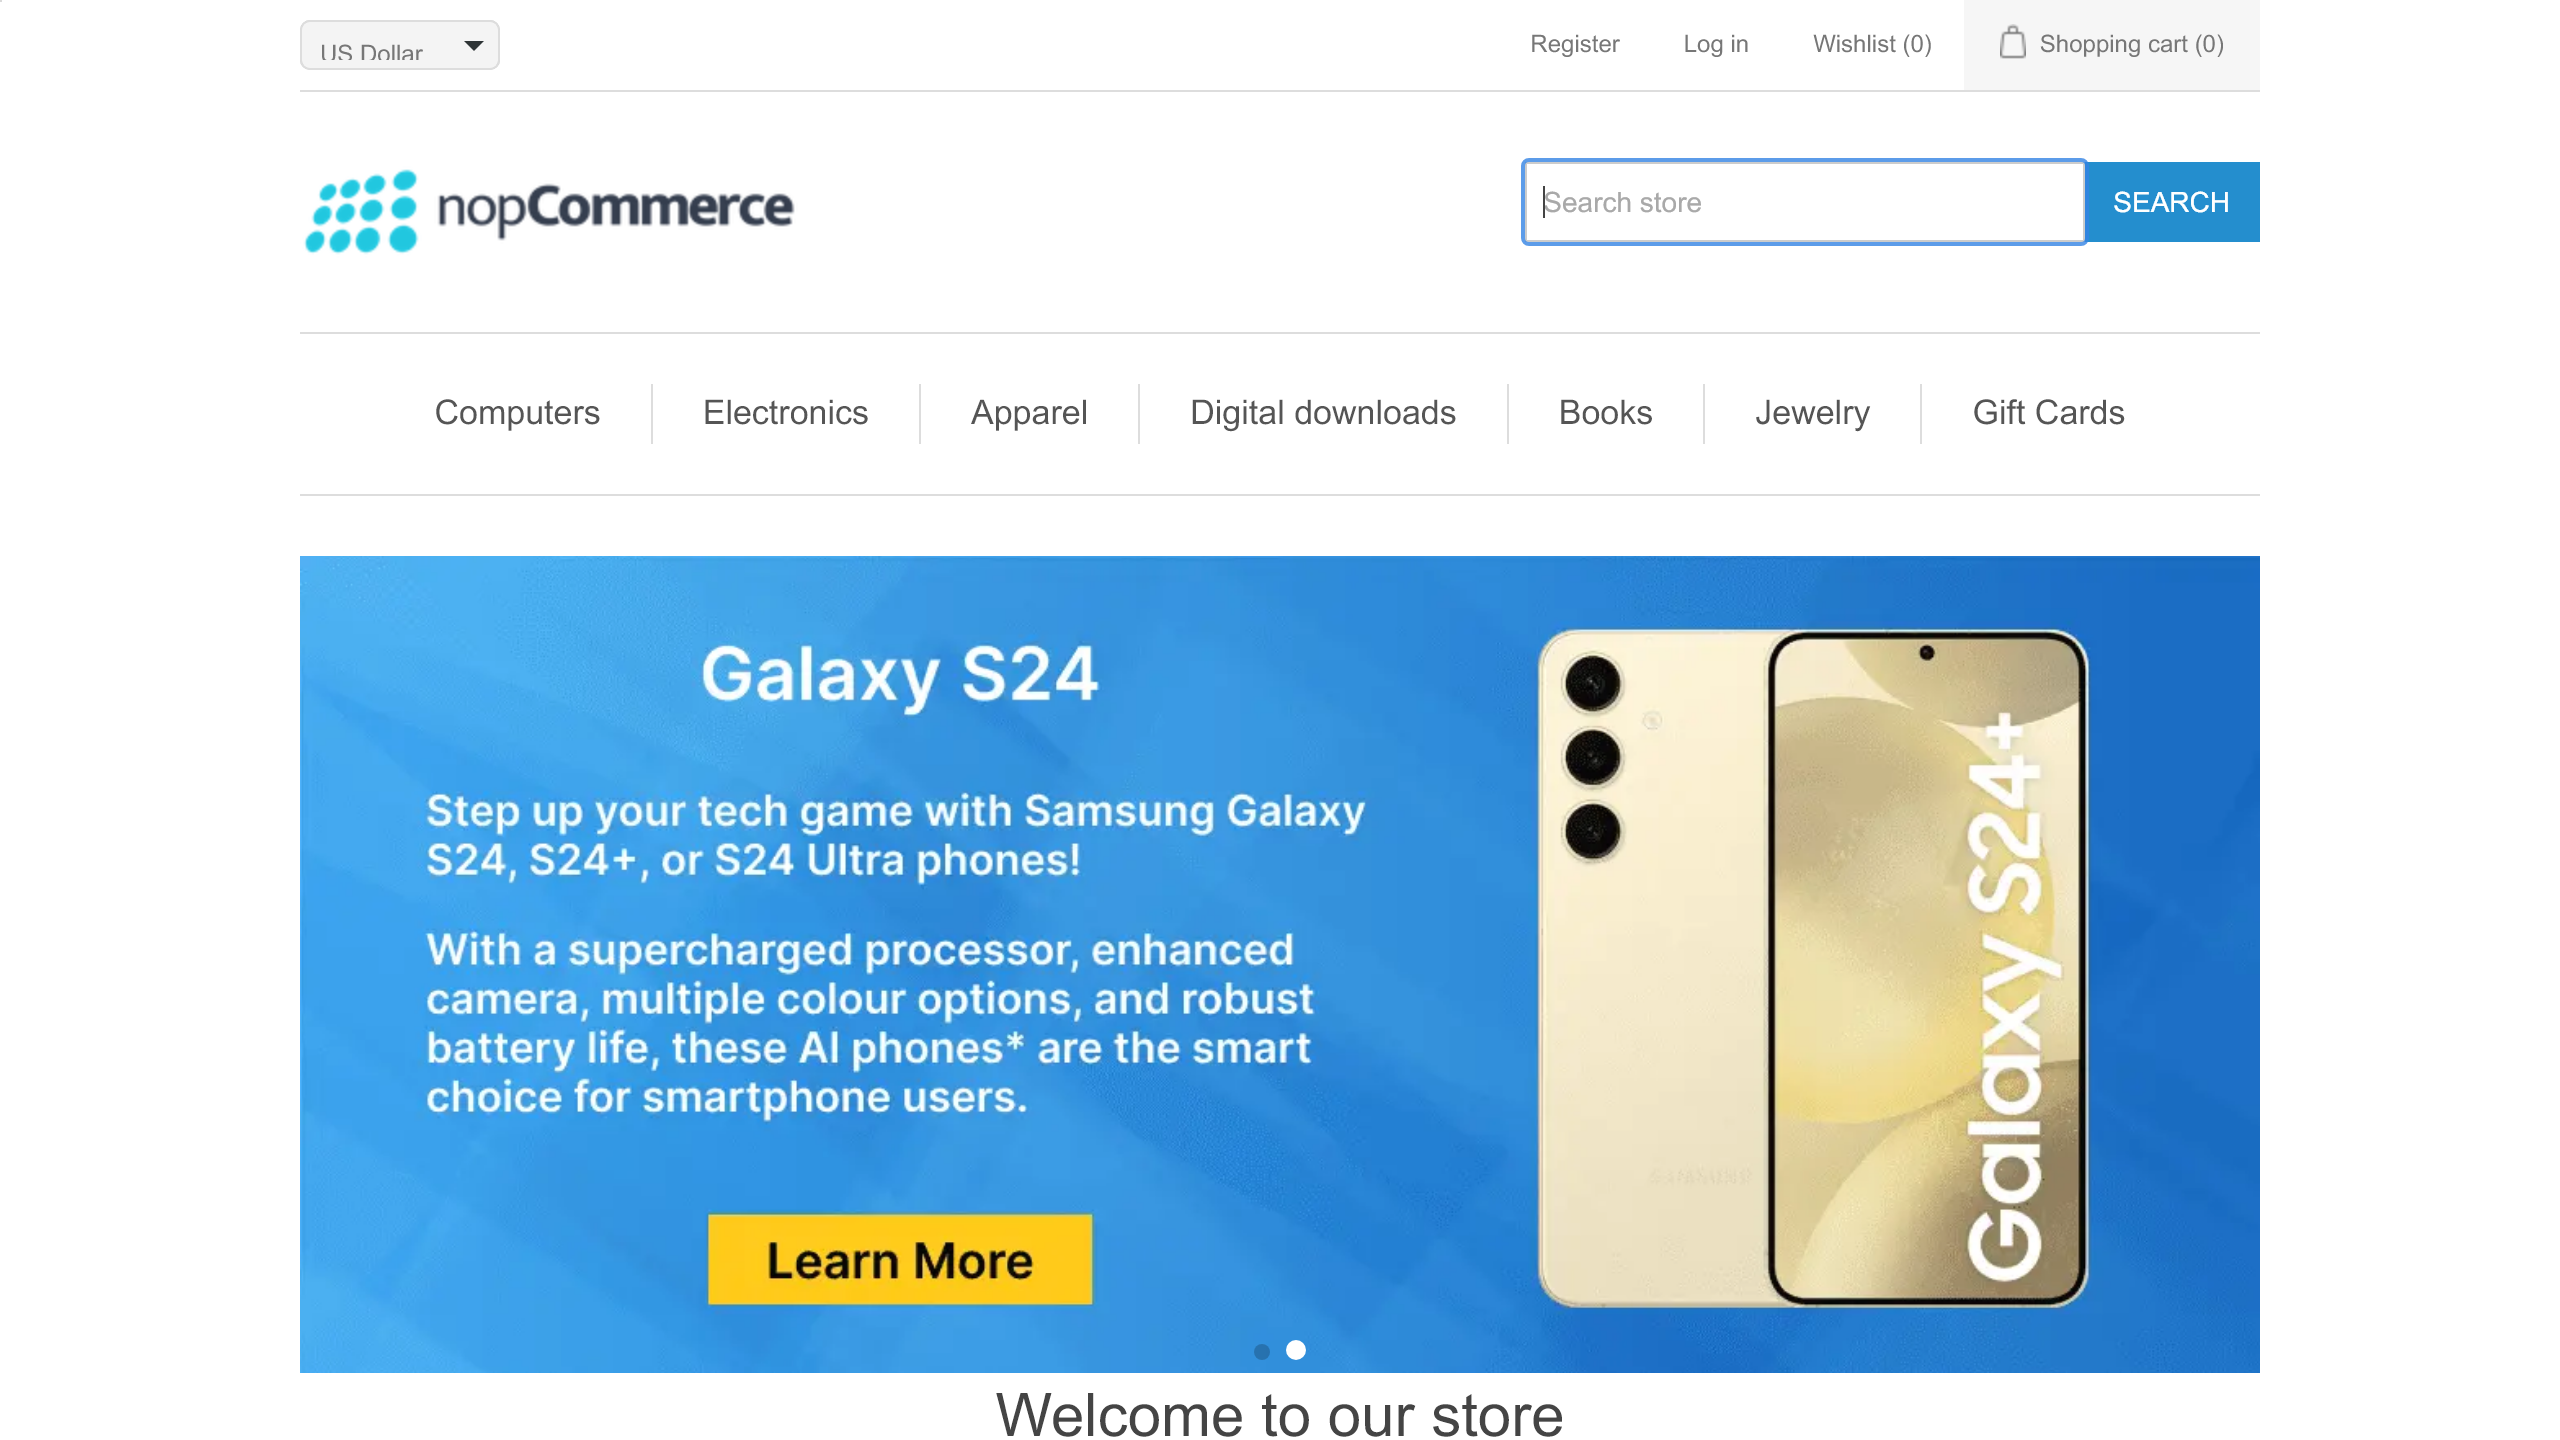 US Dollar
Register
Log in
Wishlist (0)
Shopping cart (0)
nopCommerce
Search store
SEARCH
Computers
Electronics
Apparel
Digital downloads
Books
Jewelry
Gift Cards
Galaxy S24
Step up your tech game with Samsung Galaxy
S24, S24+, or S24 Ultra phones!
With a supercharged processor, enhanced
camera, multiple colour options, and robust
battery life, these AI phones* are the smart
choice for smartphone users.
Learn More
SAMSUNG
Galaxy S24+
Welcome to our store